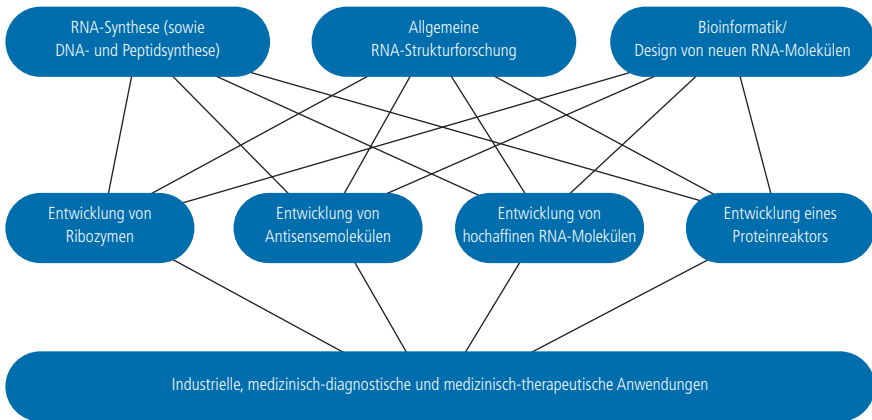 RNA-Synthese (sowie
DNA- und Peptidsynthese)
Allgemeine
RNA-Strukturforschung
Bioinformatik/
Design von neuen RNA-Molekülen
Entwicklung von
Ribozymen
Entwicklung von
Antisensemolekülen
Entwicklung von
hochaffinen RNA-Molekülen
Entwicklung eines
Proteinreaktors
Industrielle, medizinisch-diagnostische und medizinisch-therapeutische Anwendungen